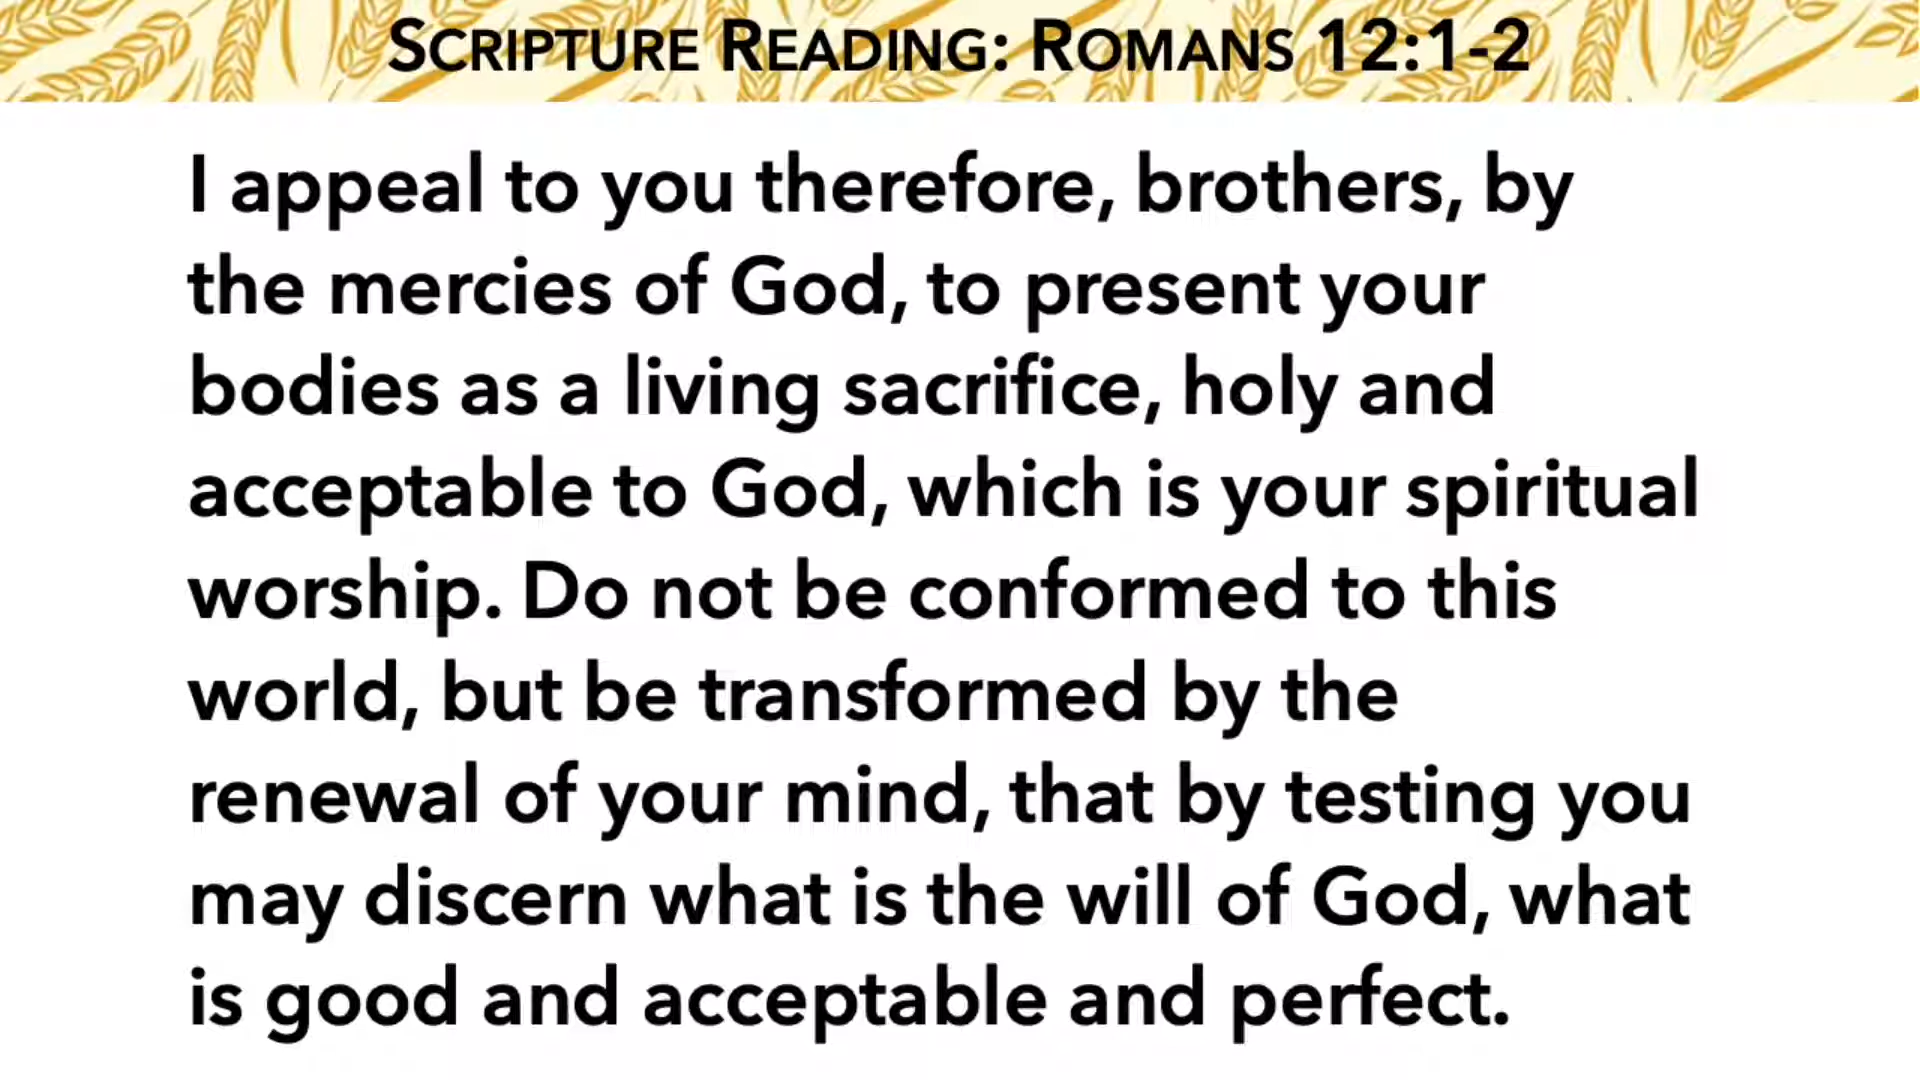 SCRIPTURE READING: ROMANS 12:1-2
I appeal to you therefore, brothers, by
the mercies of God, to present your
bodies as a living sacrifice, holy and
acceptable to God, which is your spiritual
worship. Do not be conformed to this
world, but be transformed by the
renewal of your mind, that by testing you
may discern what is the will of God, what
is good and acceptable and perfect.